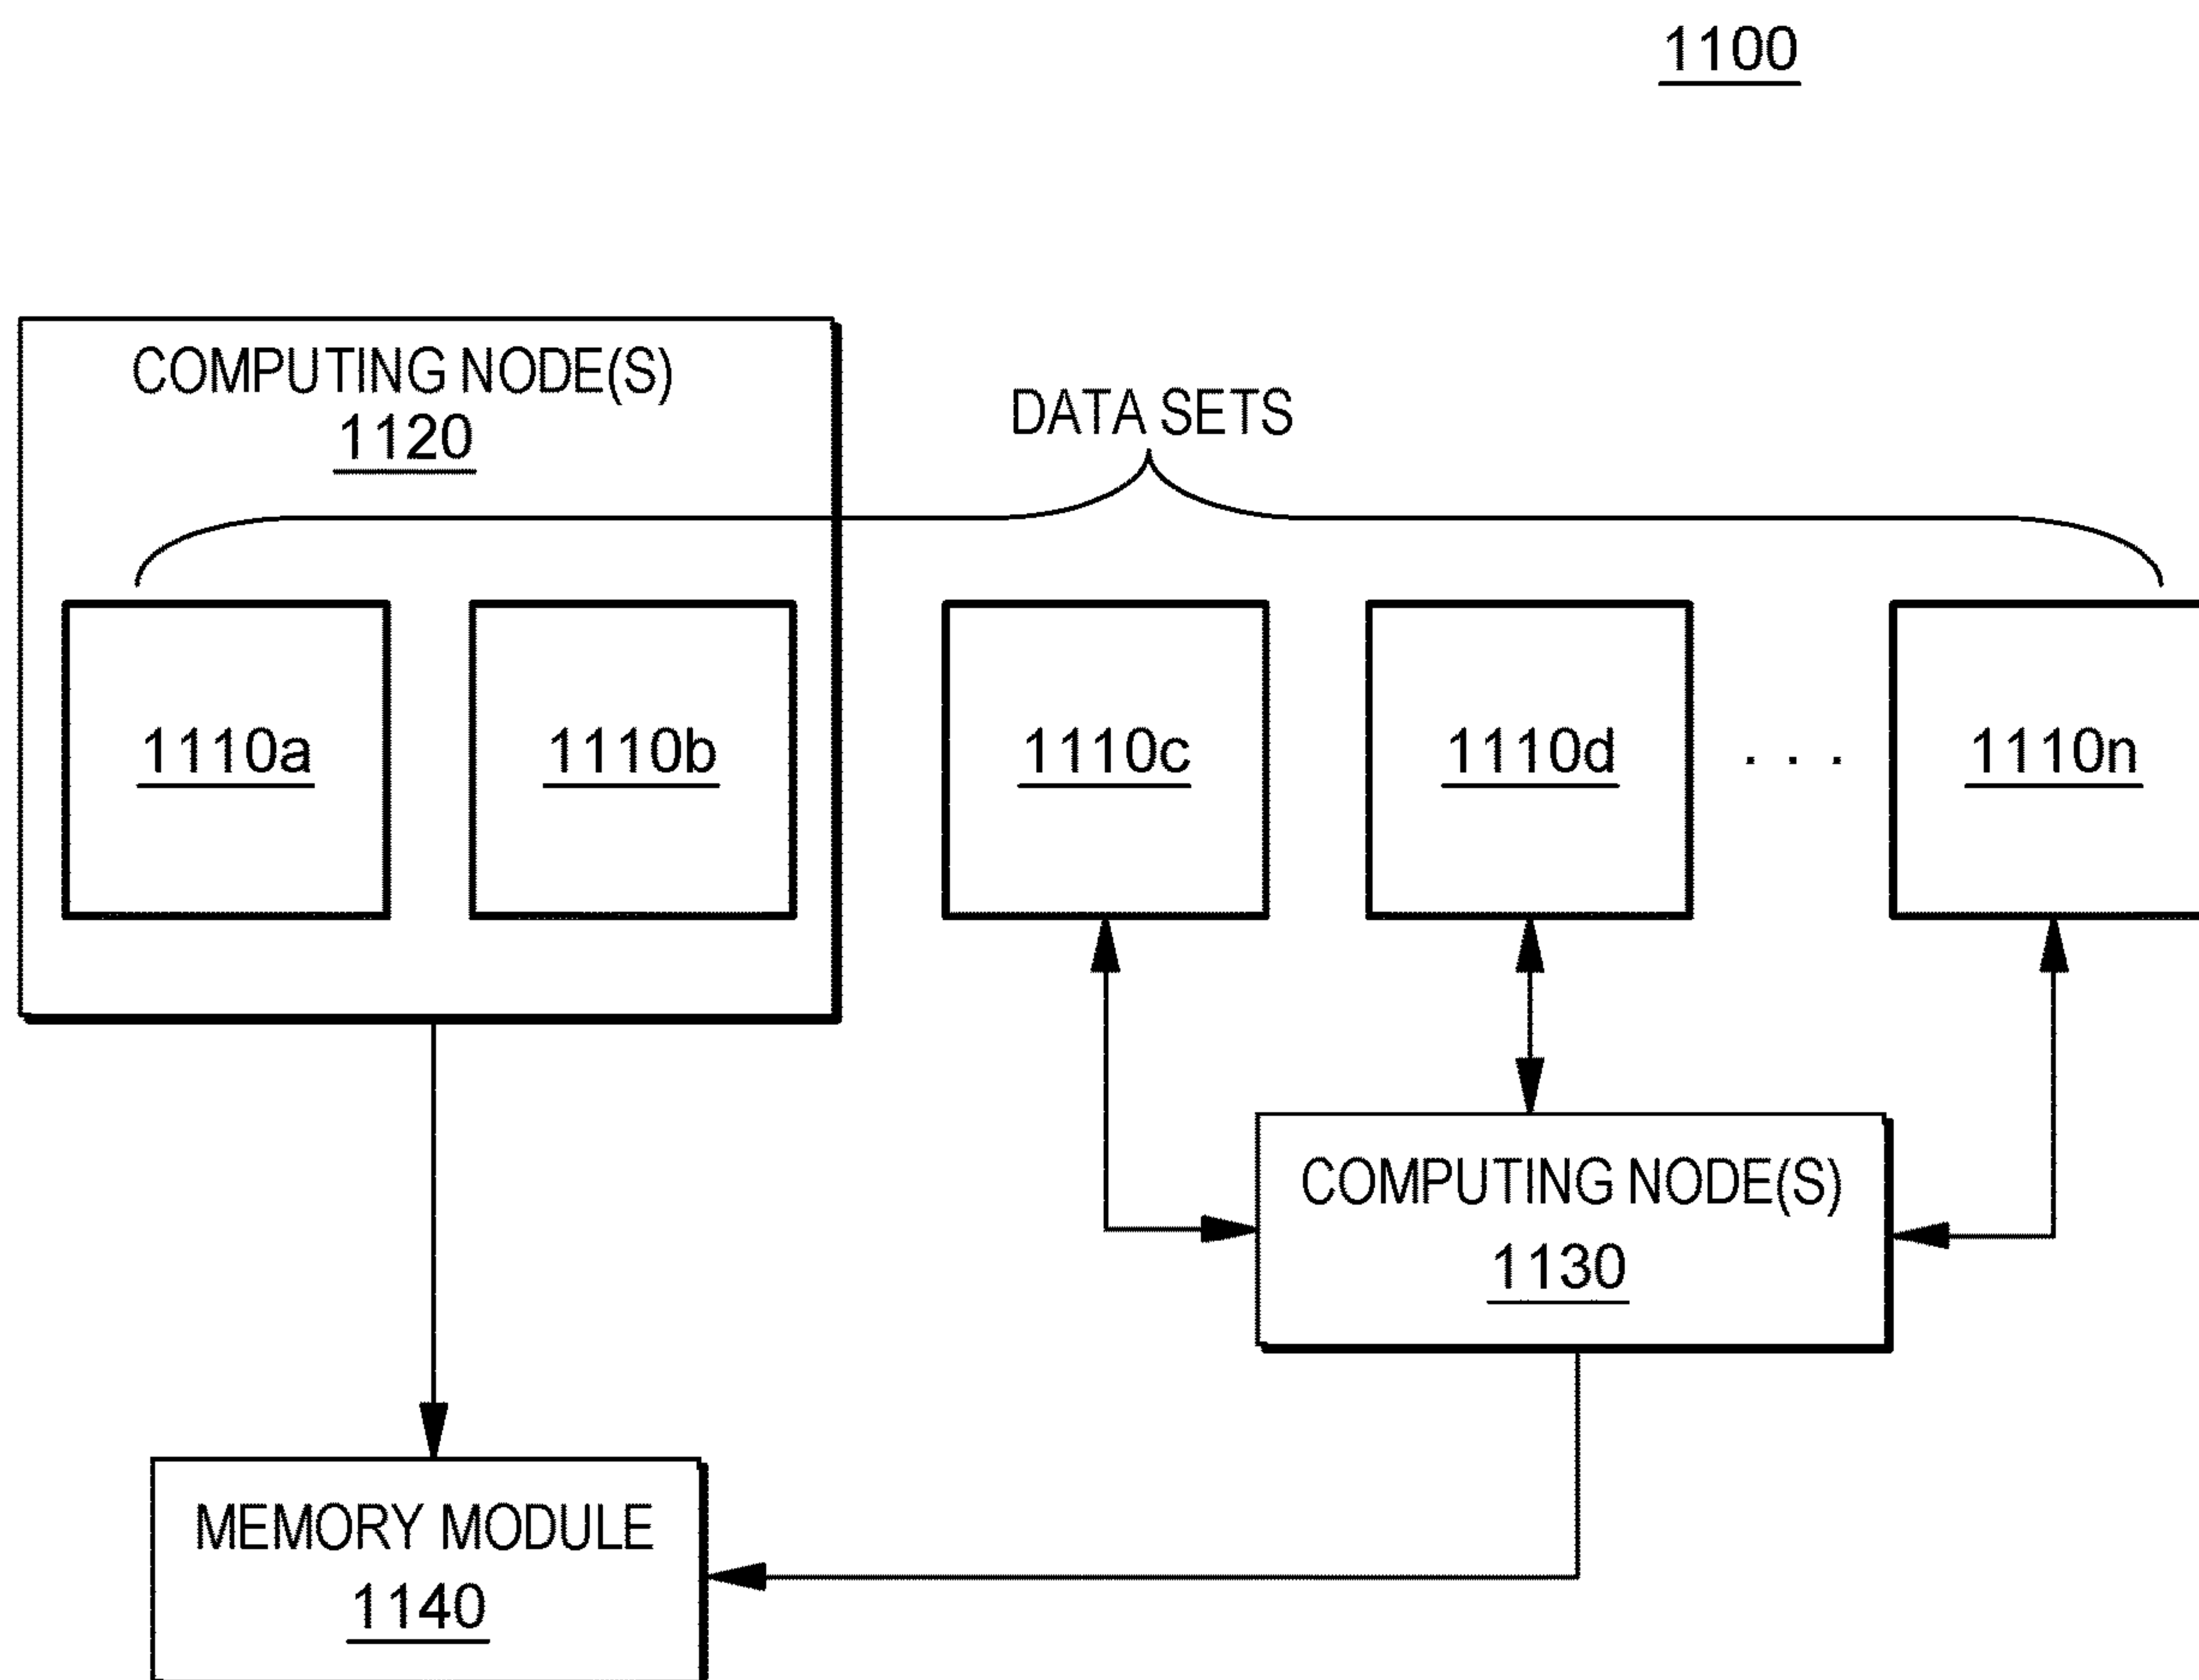 1100
COMPUTING NODE(S)
1120
DATA SETS
1110a
1110b
1110c
1110d
. . .
1110n
COMPUTING NODE(S)
1130
MEMORY MODULE
1140